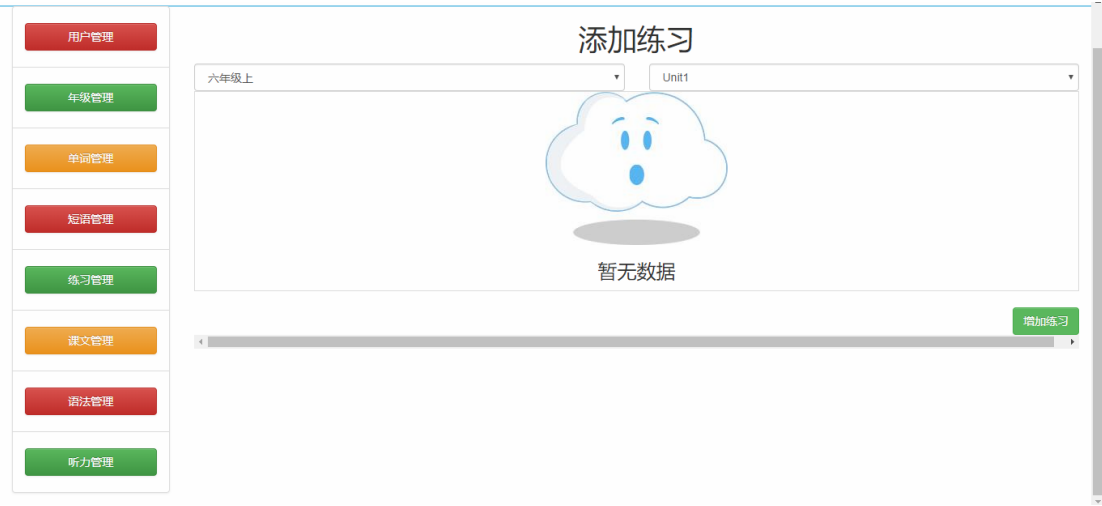 用户管理
年级管理
单词管理
短语管理
练习管理
课文管理
语法管理
听力管理
添加练习
六年级上
Unit1
暂无数据
增加练习